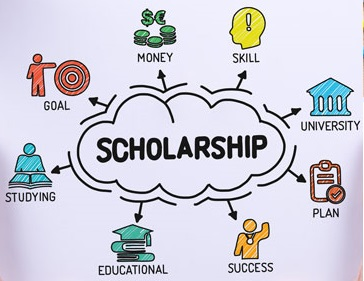 $€
MONEY
SKILL
GOAL
UNIVERSITY
SCHOLARSHIP
STUDYING
PLAN
EDUCATIONAL
SUCCESS